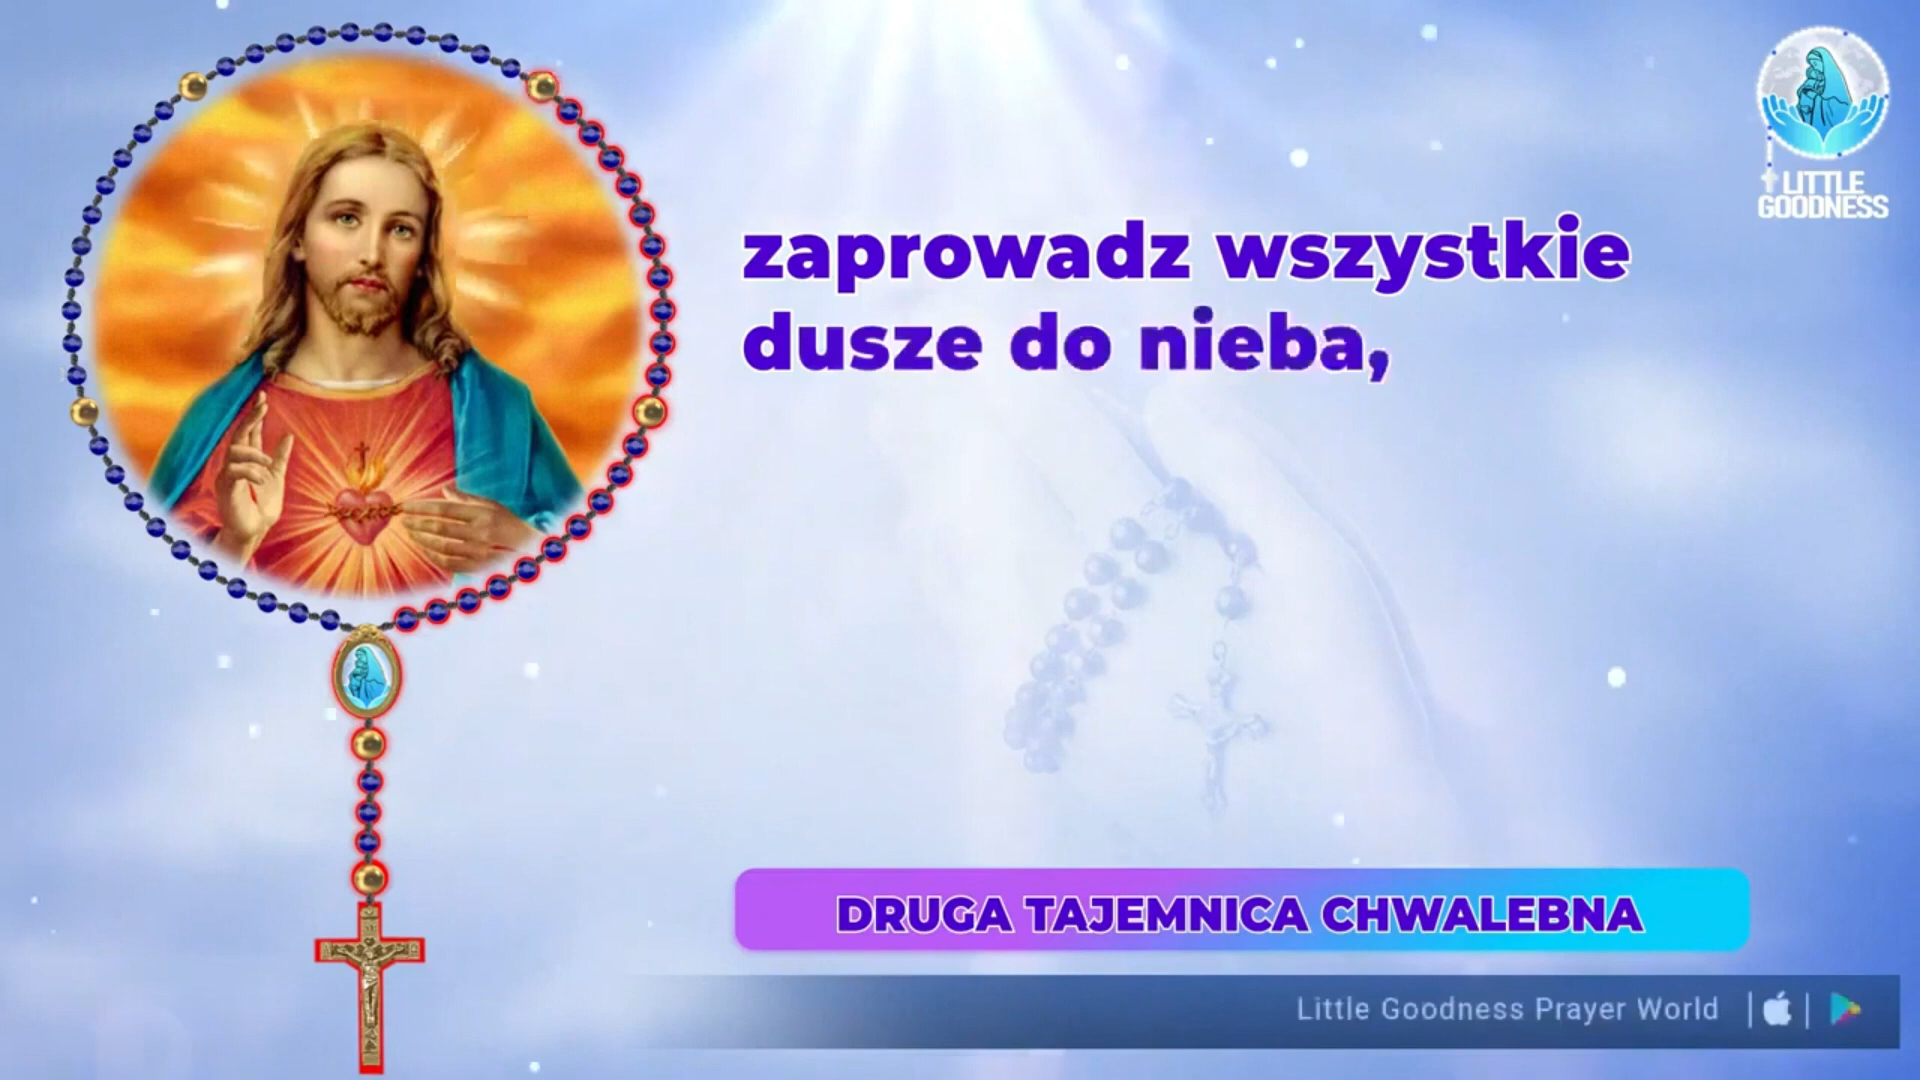 LITTLE
GOODNESS
zaprowadz wszystkie
dusze do nieba,
DRUGA TAJEMNICA CHWALEBNA
Little Goodness Prayer World